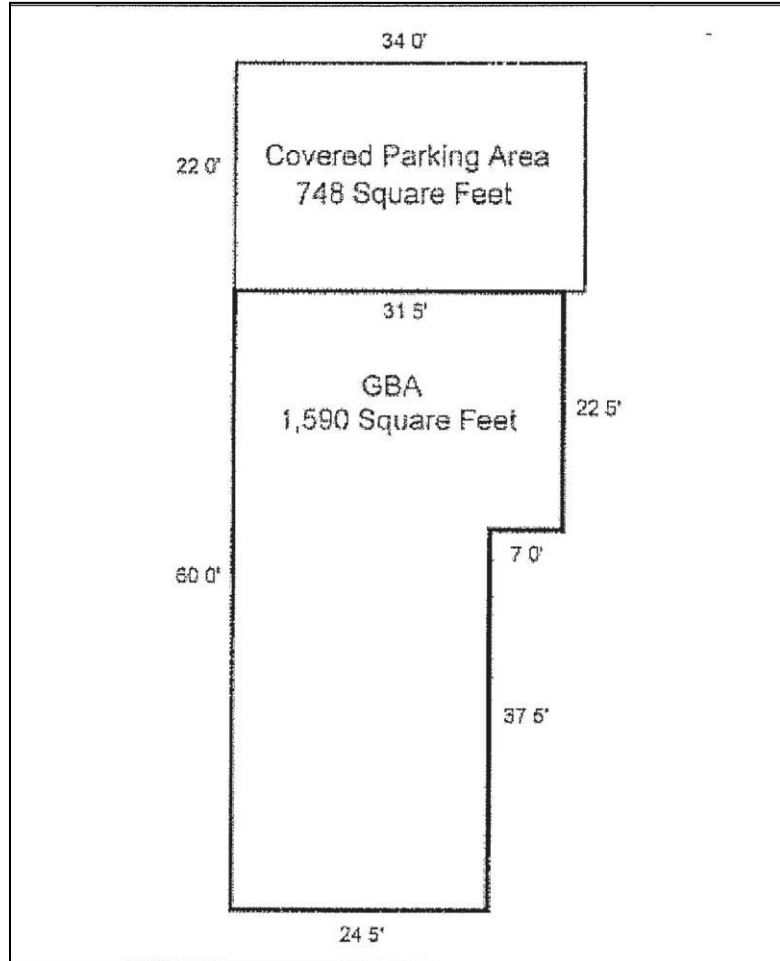 34 0'
22 0'
Covered Parking Area
748 Square Feet
31 5'
GBA
1,590 Square Feet
22 5'
7 0'
60 0'
37 5'
24 5'